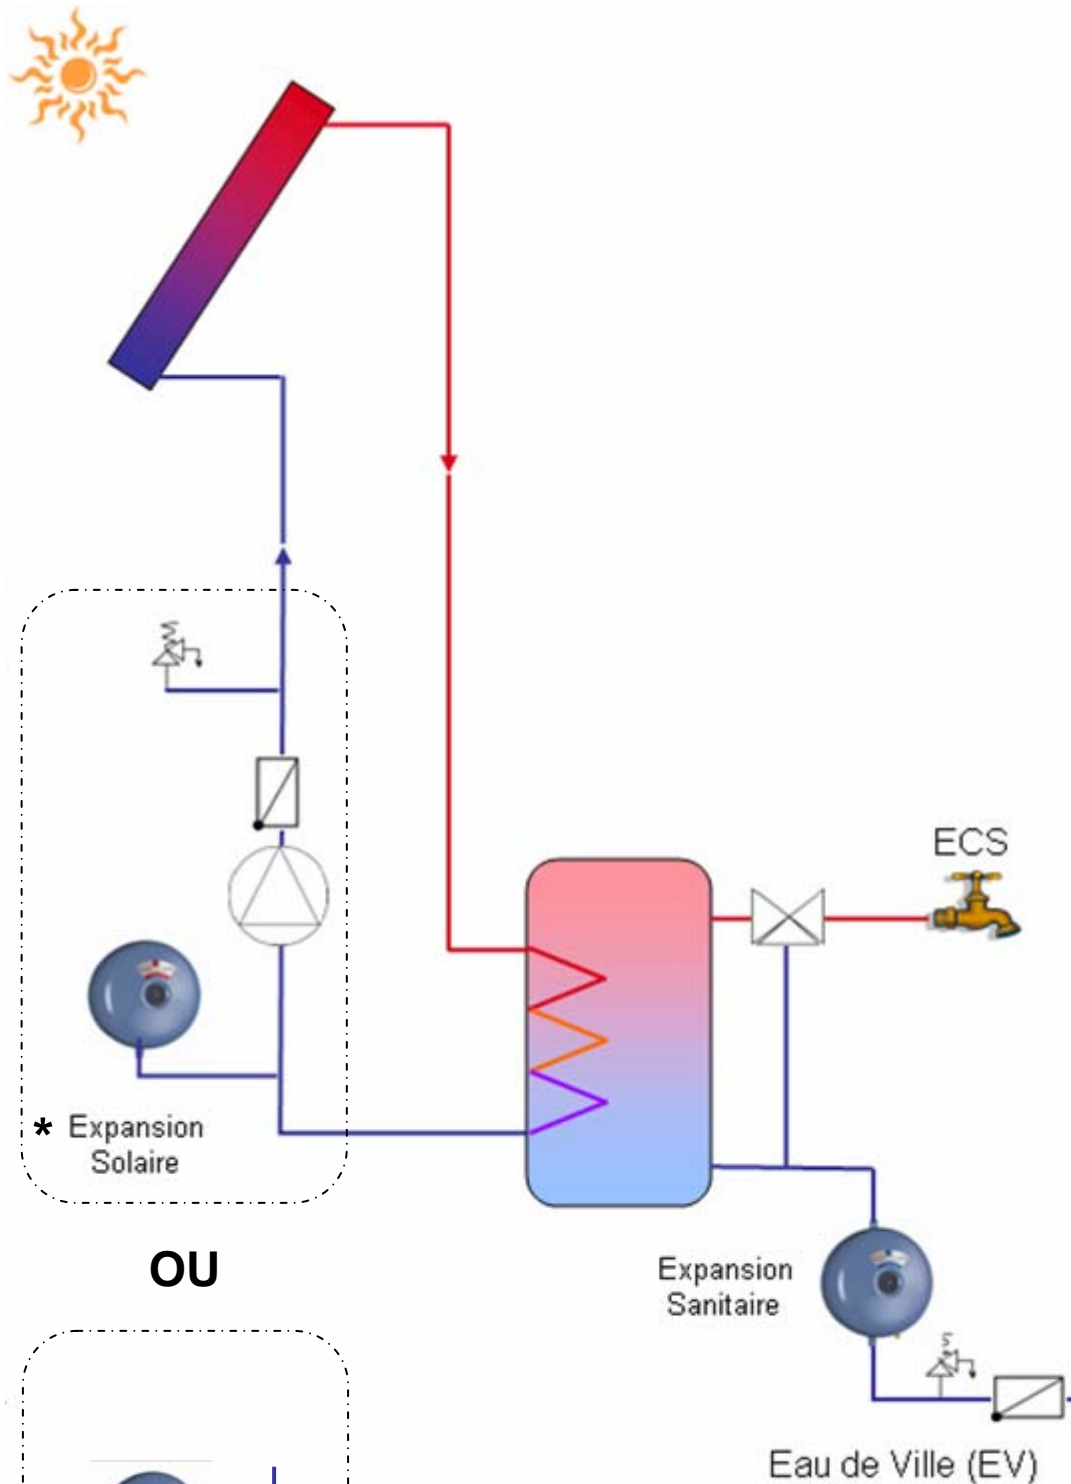 ECS
* Expansion
Solaire
OU
Expansion
Sanitaire
Eau de Ville (EV)